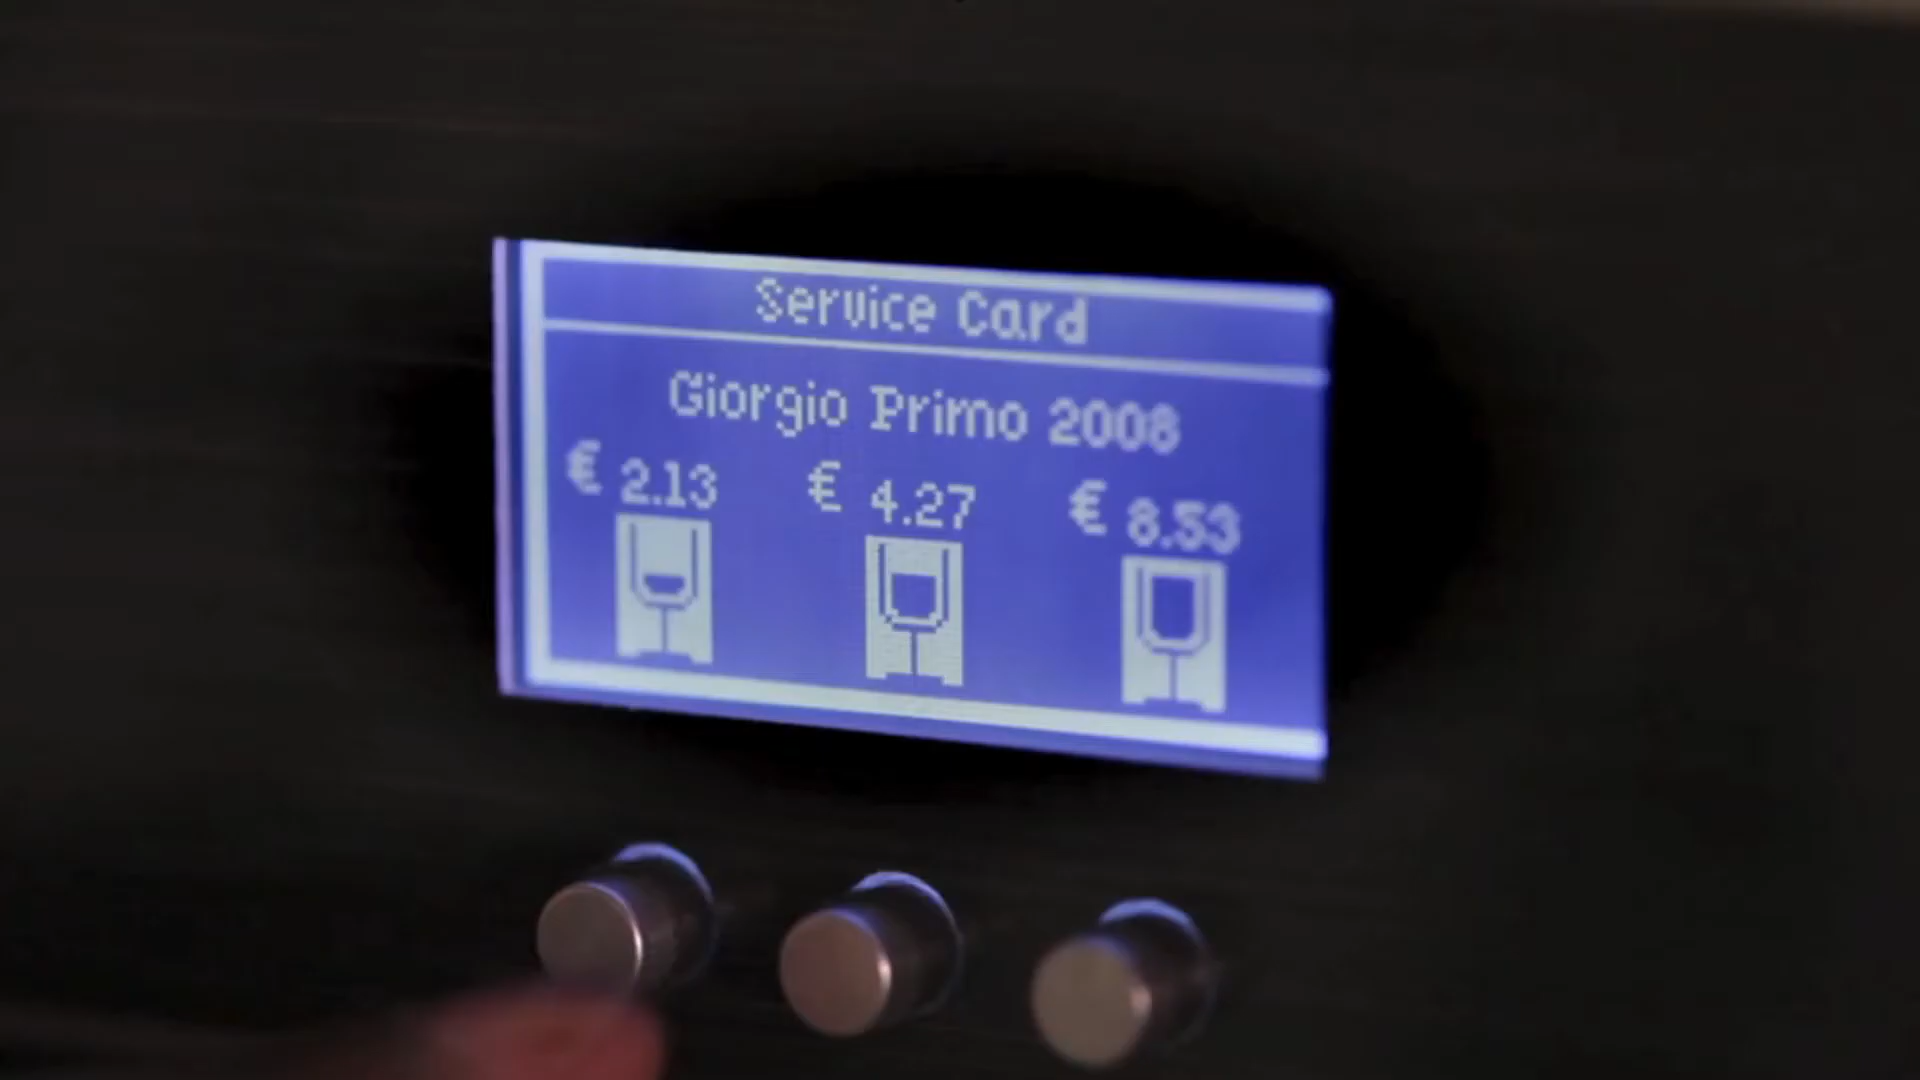 Service Card
Giorgio Primo 2008
€ 2.13 € 4.27 € 8.53